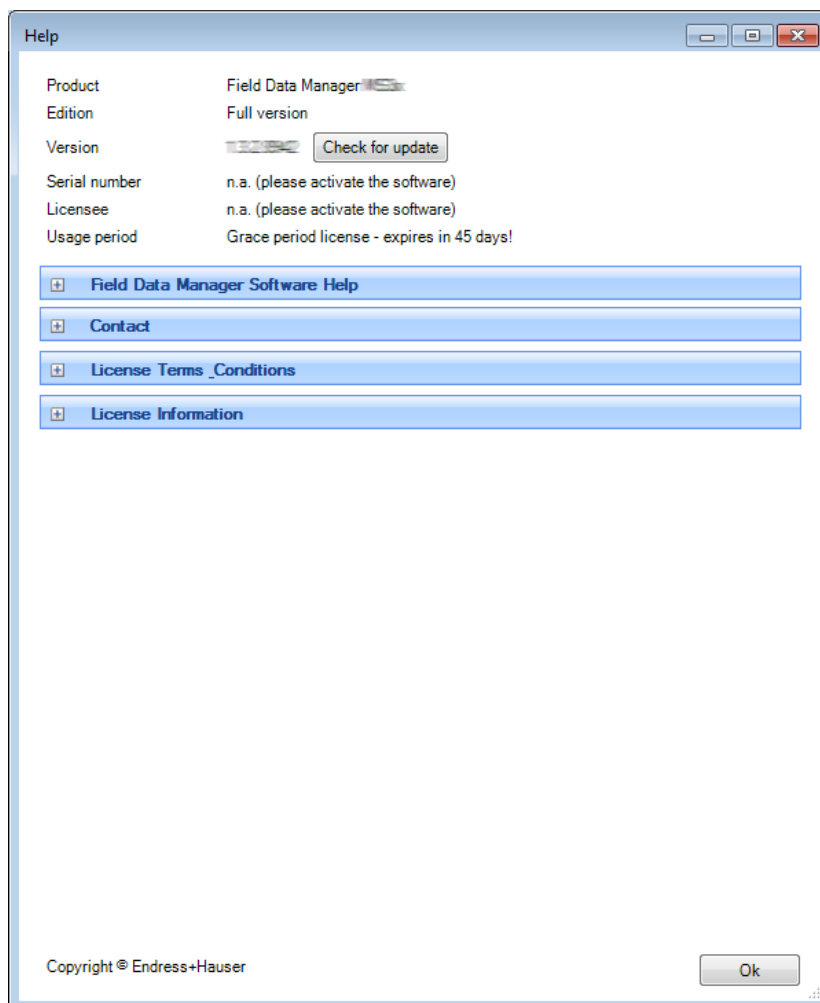 Help
Product Field Data Manager
Edition Full version
Version Check for update
Serial number n.a. (please activate the software)
Licensee n.a. (please activate the software)
Usage period Grace period license - expires in 45 days!
Field Data Manager Software Help
Contact
License Terms _Conditions
License Information
Copyright © Endress+Hauser
Ok